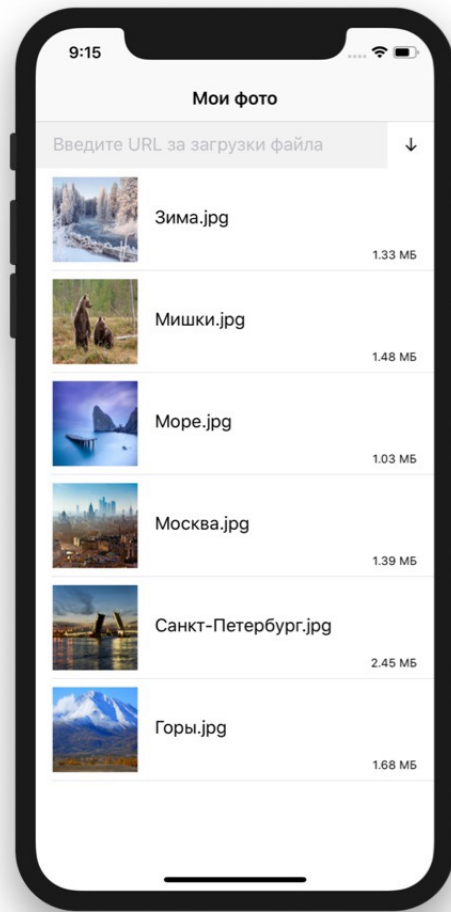 9:15
Мои фото
Введите URL за загрузки файла
Зима.jpg
1.33 МБ
Мишки.jpg
1.48 МБ
Море.jpg
1.03 МБ
Москва.jpg
1.39 МБ
Санкт-Петербург.jpg
2.45 МБ
Горы.jpg
1.68 МБ